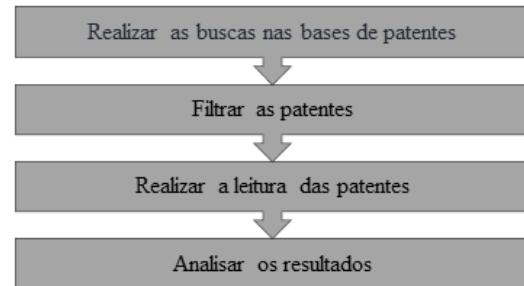 Realizar as buscas nas bases de patentes
Filtrar as patentes
Realizar a leitura das patentes
Analisar os resultados